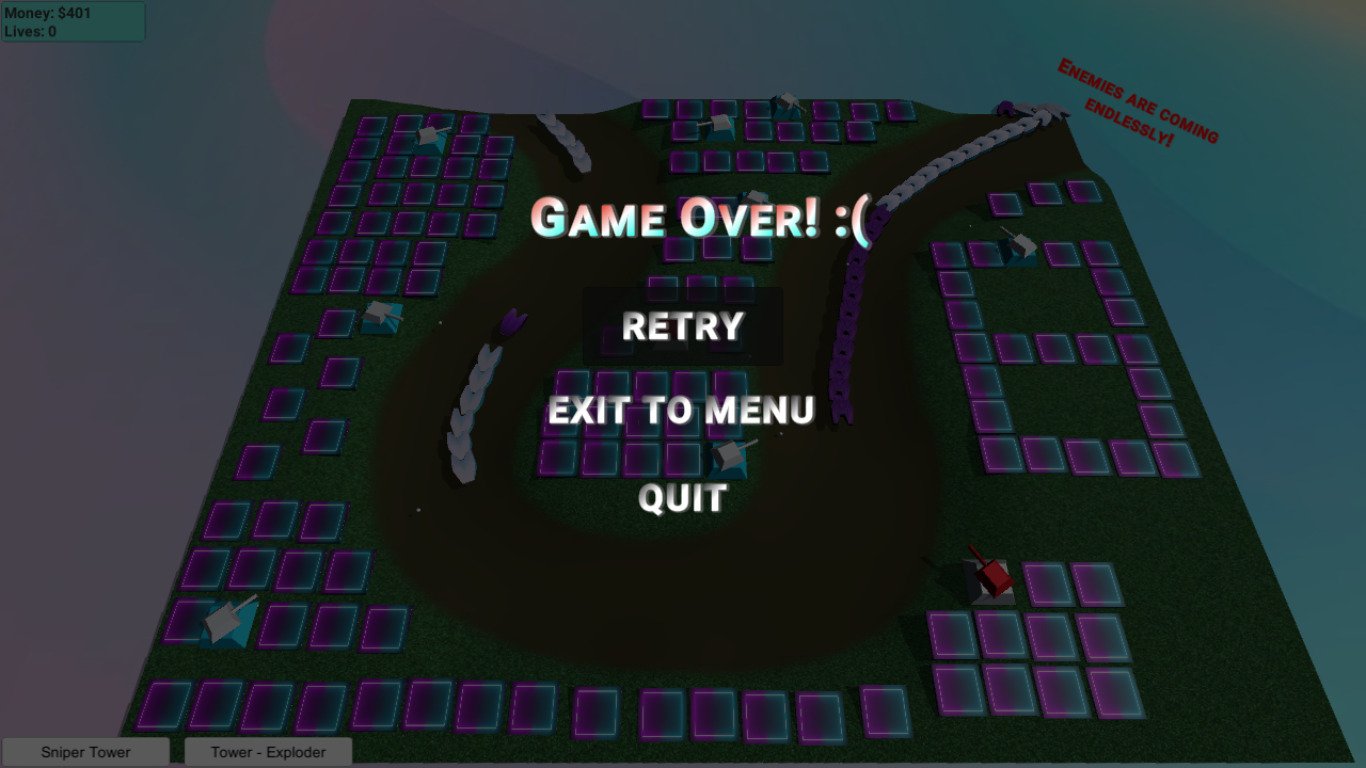 Money: $401
Lives: 0
Enemies are coming
endlessly!
Game Over! :(
RETRY
EXIT TO MENU
QUIT
Sniper Tower
Tower - Exploder